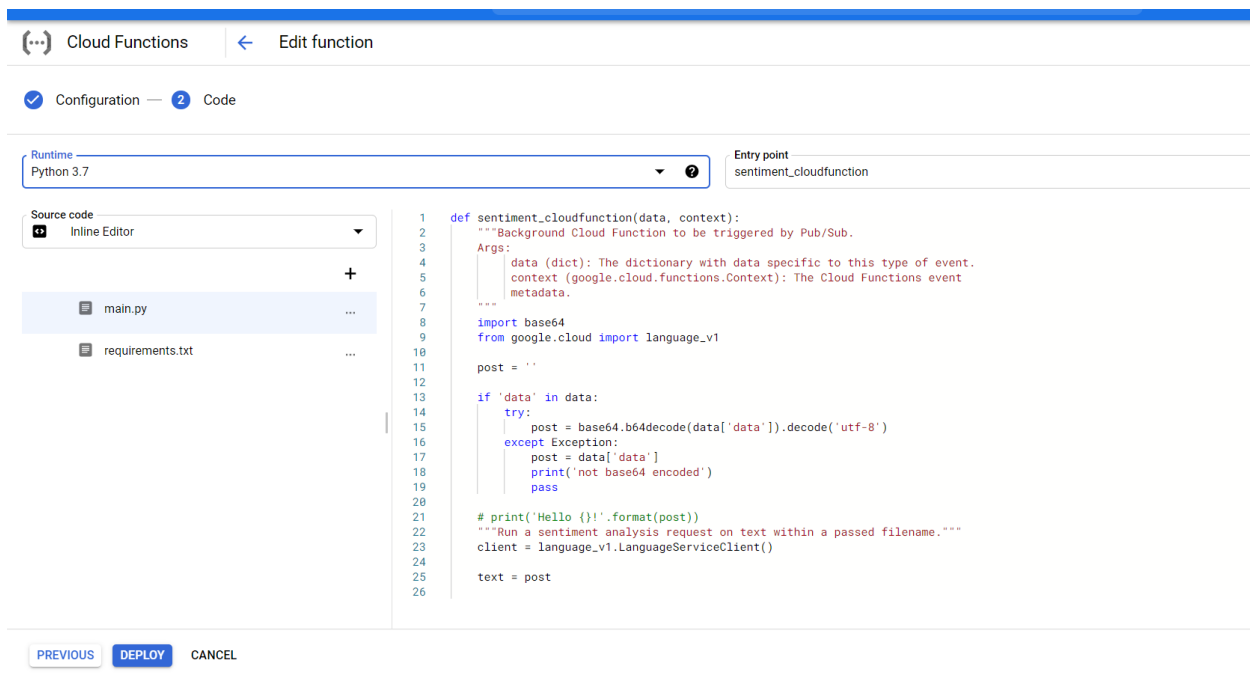 Cloud Functions
Edit function
Configuration
2
Code
Runtime
Python 3.7
Entry point
sentiment_cloudfunction
Source code
Inline Editor
main.py
...
requirements.txt
...
1 def sentiment_cloudfunction(data, context):
2 """Background Cloud Function to be triggered by Pub/Sub.
3 Args:
4 data (dict): The dictionary with data specific to this type of event.
5 context (google.cloud.functions.Context): The Cloud Functions event
6 metadata.
7 """
8 import base64
9 from google.cloud import language_v1
10
11 post = ''
12
13 if 'data' in data:
14 try:
15 post = base64.b64decode(data['data']).decode('utf-8')
16 except Exception:
17 post = data['data']
18 print('not base64 encoded')
19 pass
20
21 # print('Hello {}!'.format(post))
22 """Run a sentiment analysis request on text within a passed filename."""
23 client = language_v1.LanguageServiceClient()
24
25 text = post
26
PREVIOUS
DEPLOY
CANCEL